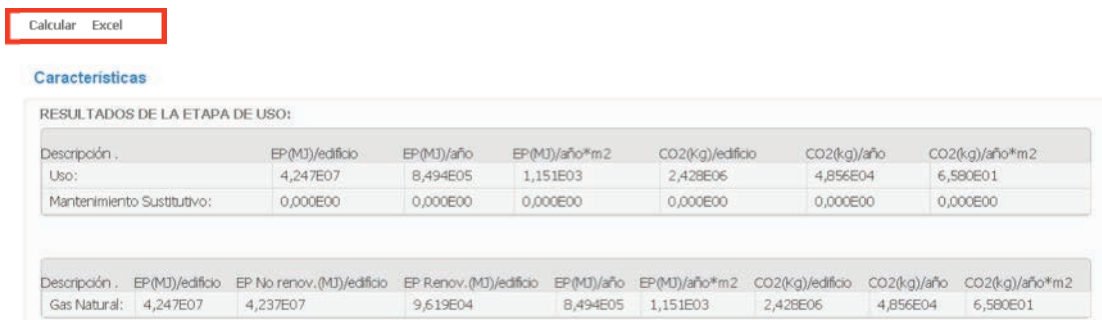 Calcular Excel
Características
RESULTADOS DE LA ETAPA DE USO:
Descripción . EP(MJ)/edificio EP(MJ)/año EP(MJ)/año*m2 CO2(Kg)/edificio CO2(kg)/año CO2(kg)/año*m2
Uso: 4,247E07 8,494E05 1,151E03 2,428E06 4,856E04 6,580E01
Mantenimiento Sustitutivo: 0,000E00 0,000E00 0,000E00 0,000E00 0,000E00 0,000E00
Descripción . EP(MJ)/edificio EP No renov.(MJ)/edificio EP Renov.(MJ)/edificio EP(MJ)/año EP(MJ)/año*m2 CO2(Kg)/edificio CO2(kg)/año CO2(kg)/año*m2
Gas Natural: 4,247E07 4,237E07 9,619E04 8,494E05 1,151E03 2,428E06 4,856E04 6,580E01